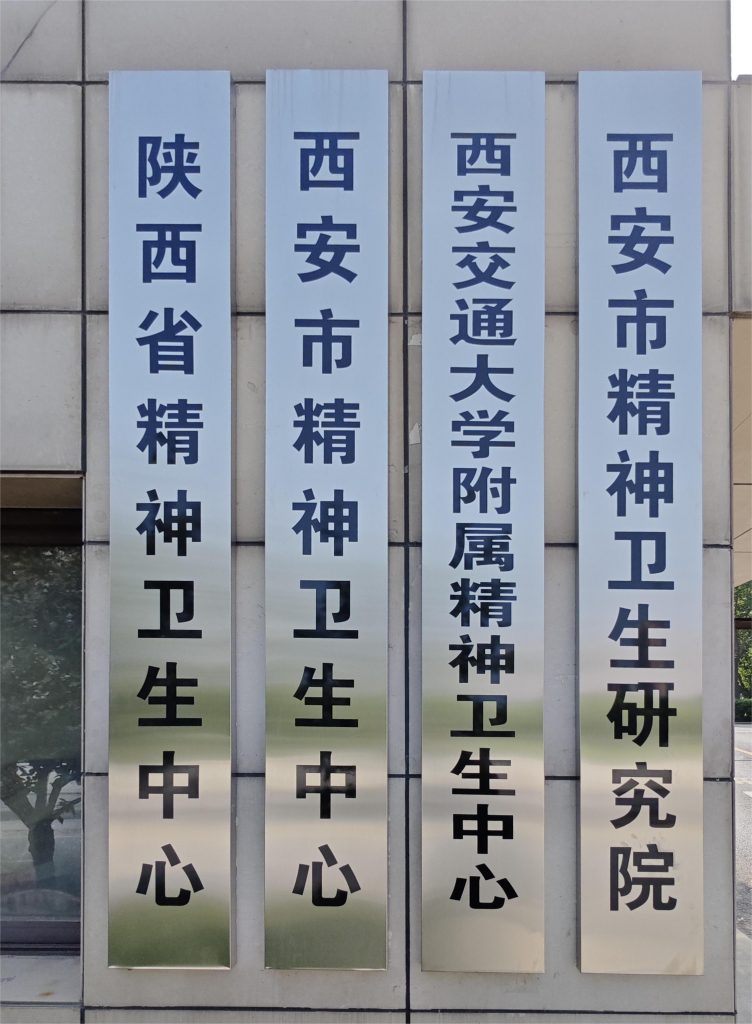 陕西省精神卫生中心
西安市精神卫生中心
西安交通大学附属精神卫生中心
西安市精神卫生研究院